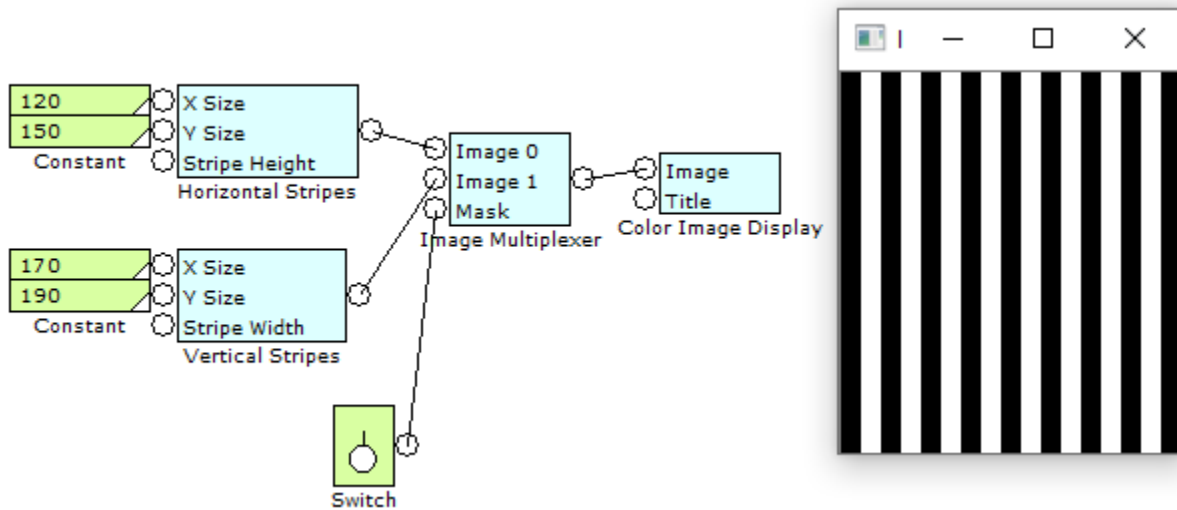 120
150
Constant
X Size
Y Size
Stripe Height
Horizontal Stripes
170
190
Constant
X Size
Y Size
Stripe Width
Vertical Stripes
Switch
Image 0
Image 1
Mask
Image Multiplexer
Image
Title
Color Image Display
I